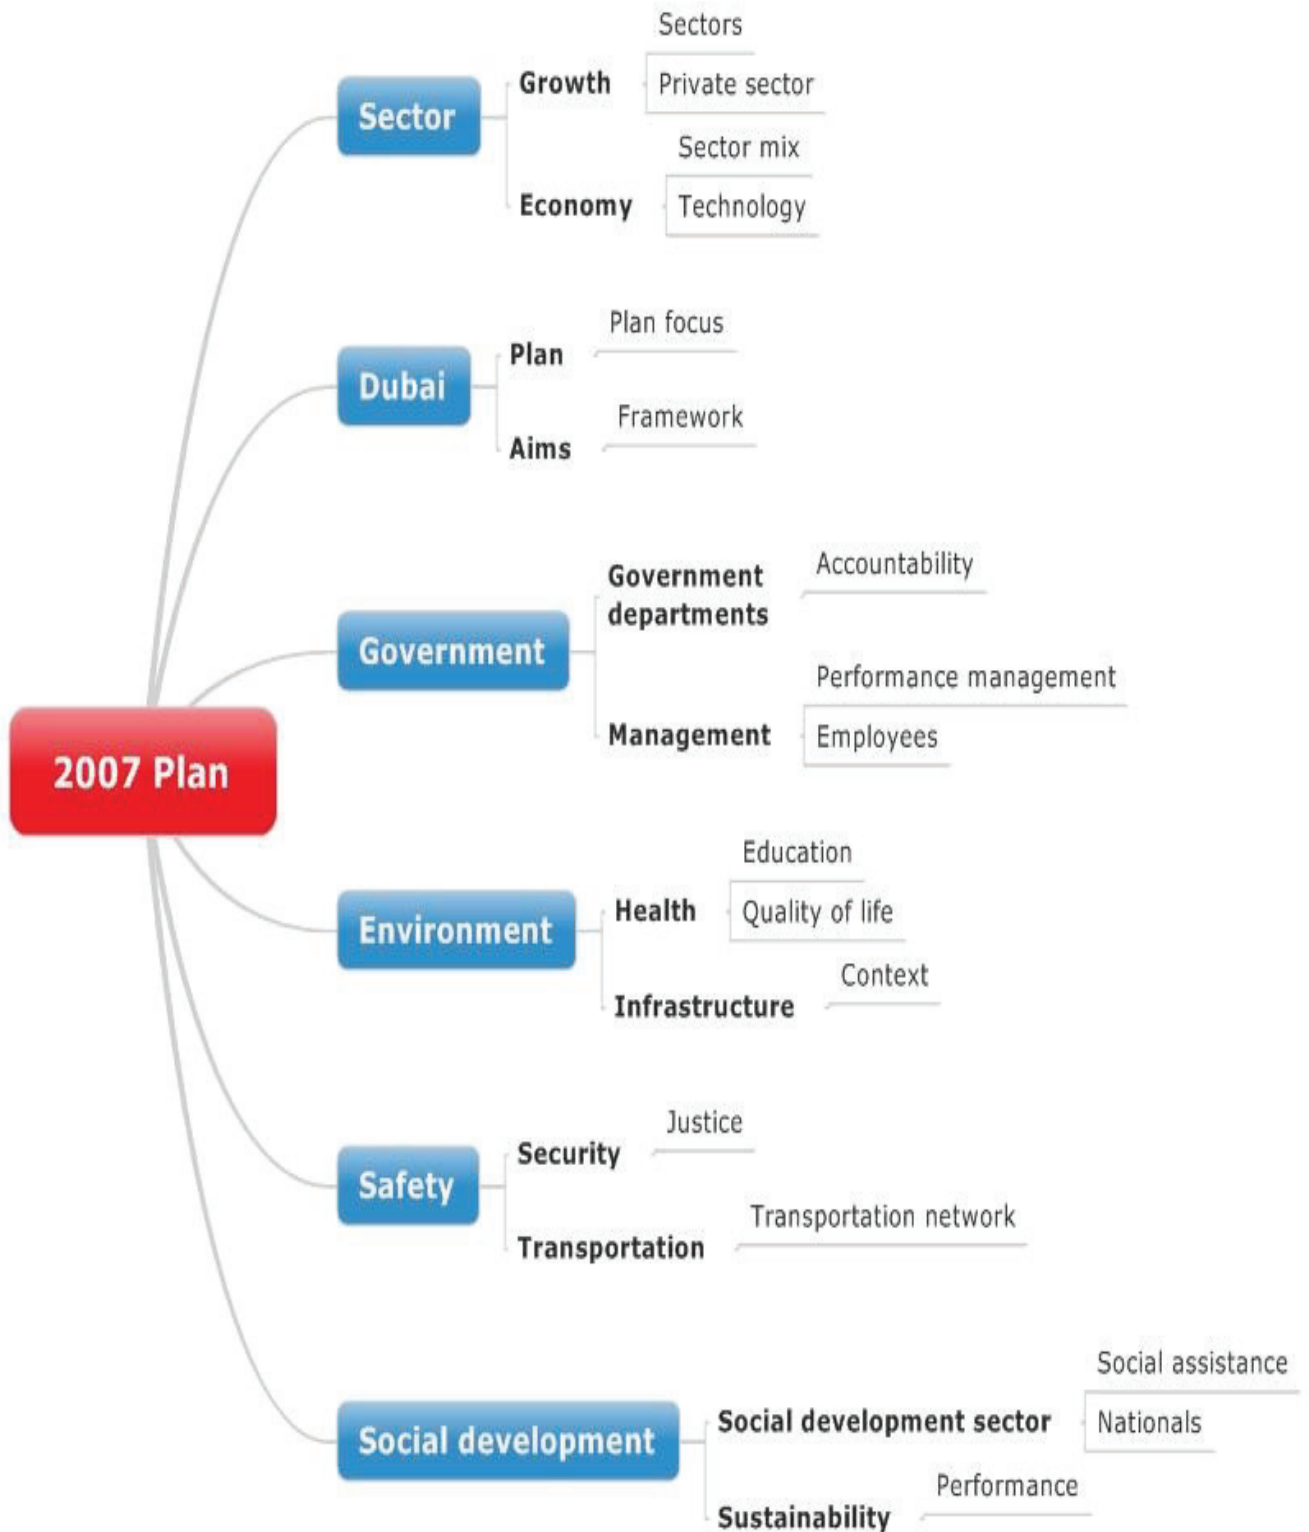 2007 Plan
Sector
Growth
Sectors
Private sector
Economy
Sector mix
Technology
Dubai
Plan
Plan focus
Aims
Framework
Government
Government
departments
Accountability
Management
Performance management
Employees
Environment
Health
Education
Quality of life
Infrastructure
Context
Safety
Security
Justice
Transportation
Transportation network
Social development
Social development sector
Social assistance
Nationals
Sustainability
Performance